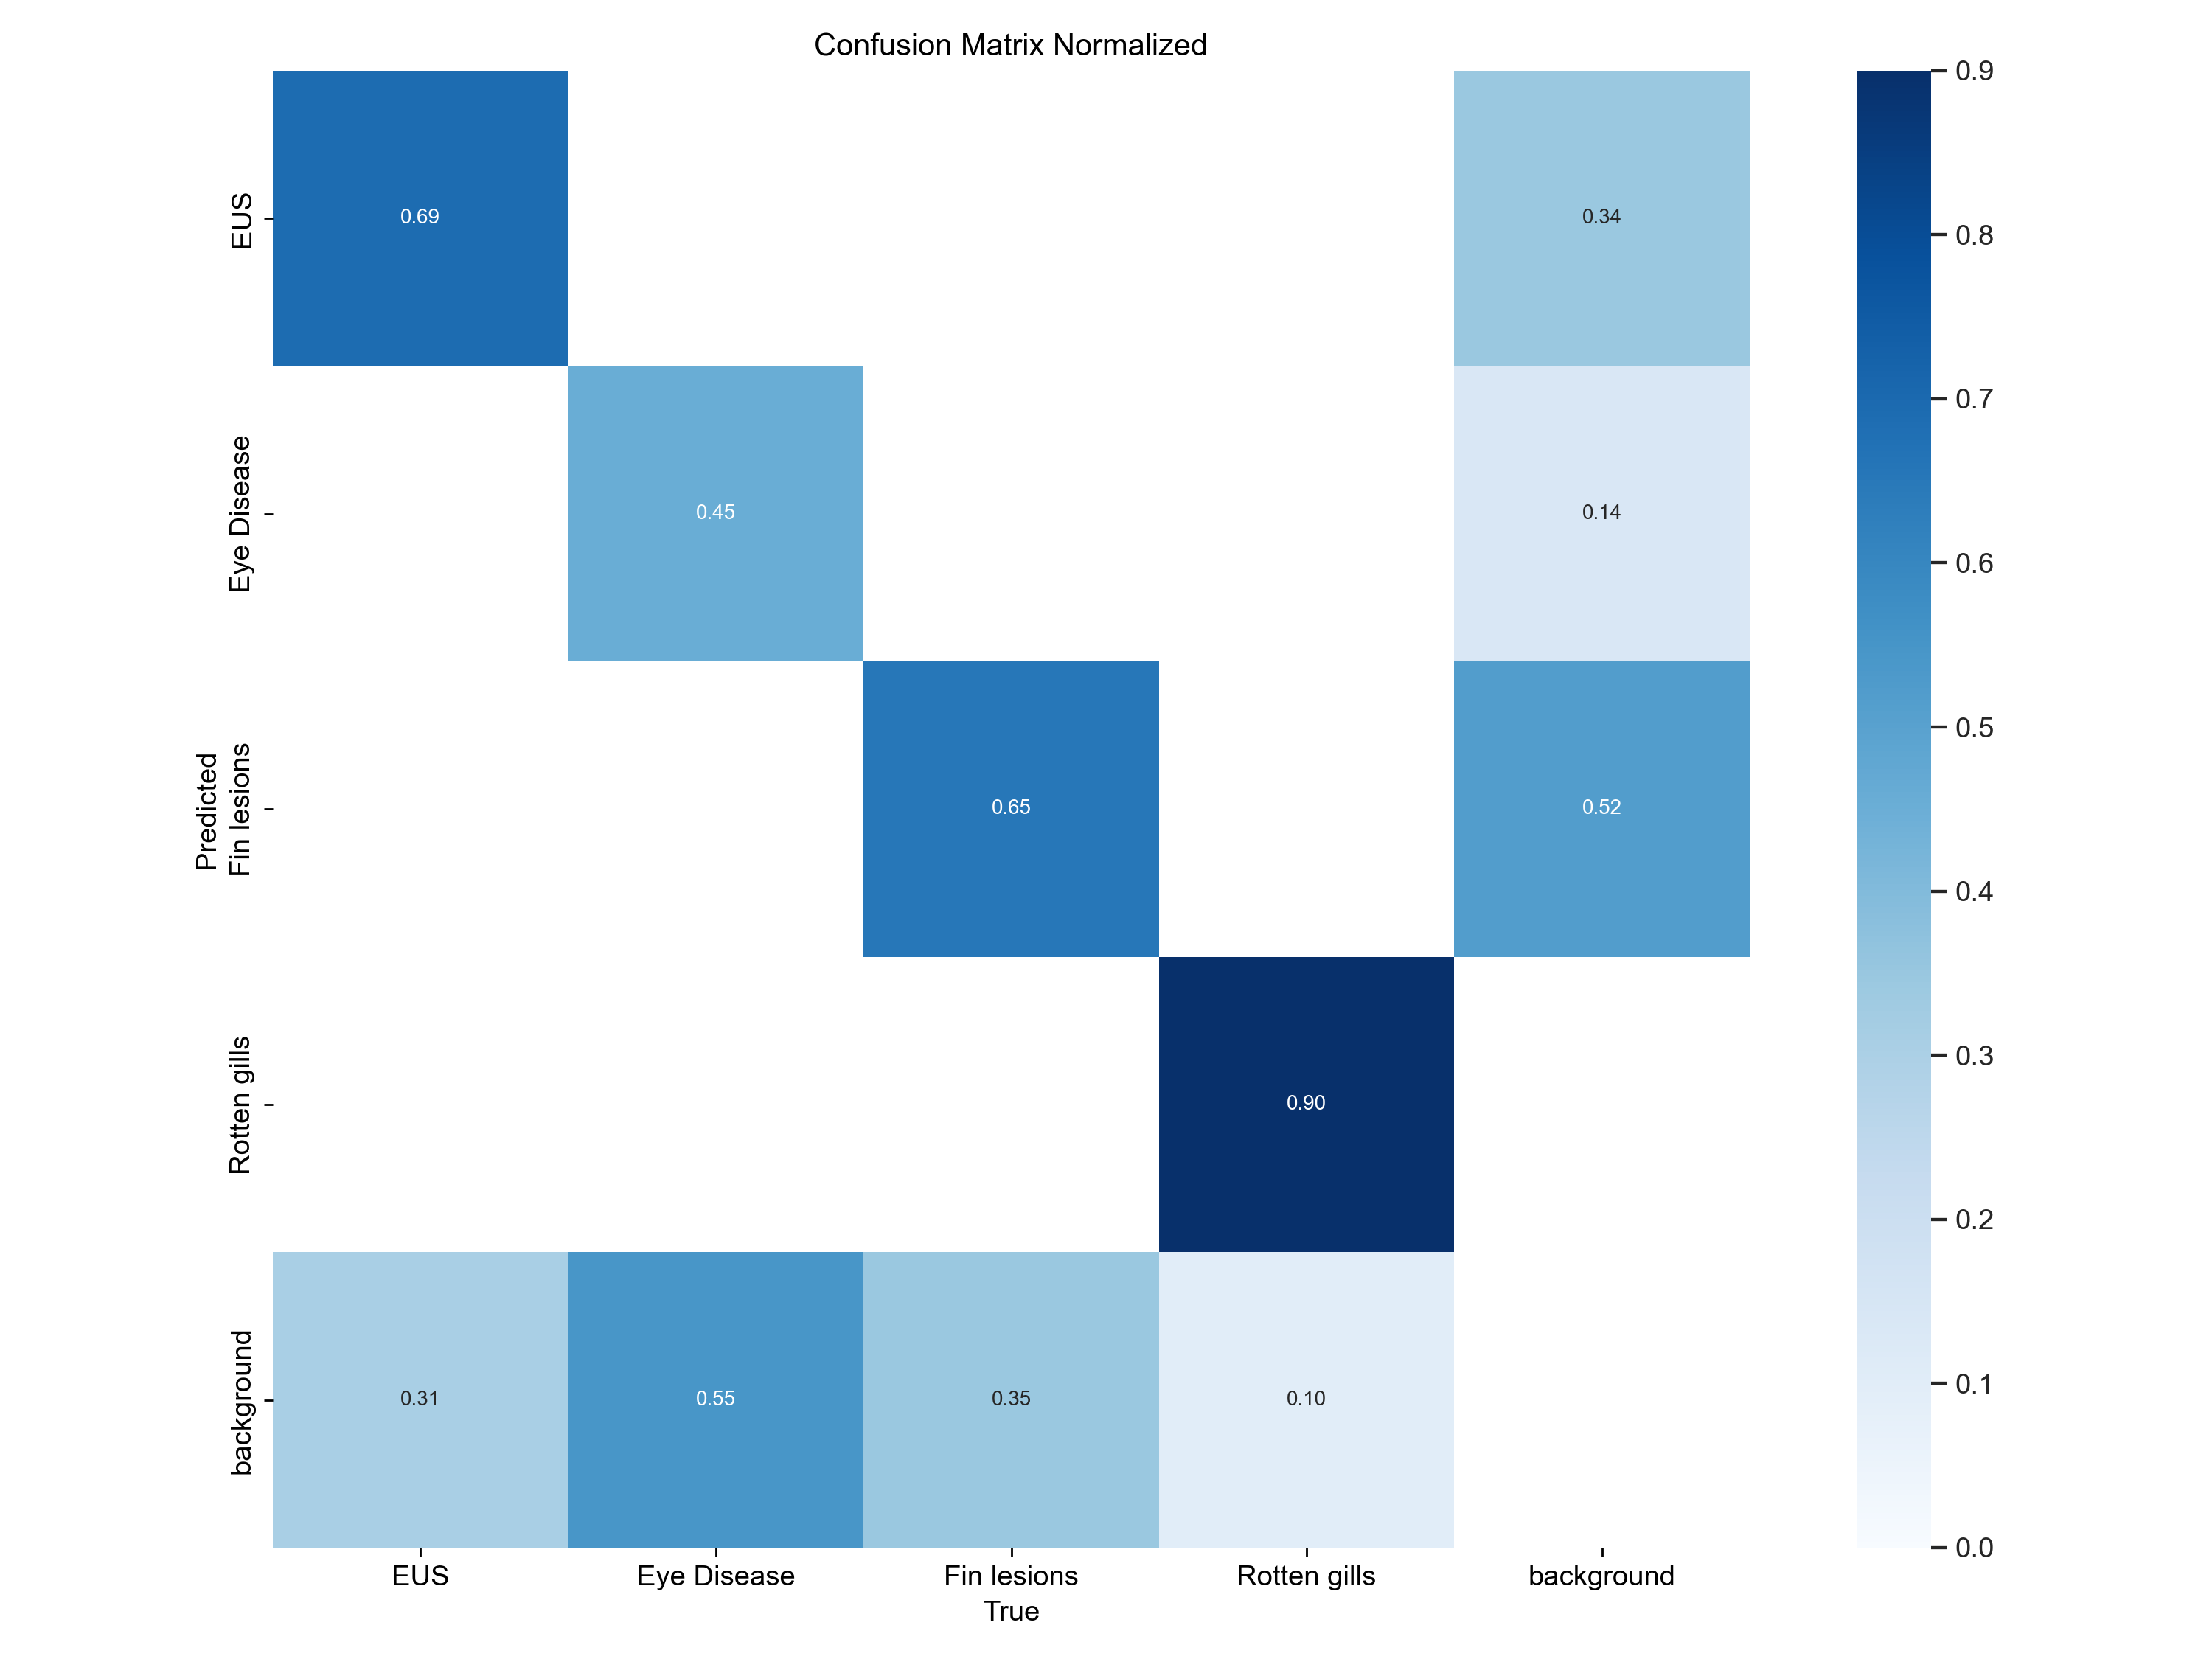 Confusion Matrix Normalized
EUS
0.69
0.34
Eye Disease
0.45
0.14
Predicted
Fin lesions
0.65
0.52
Rotten gills
0.90
background
0.31
0.55
0.35
0.10
EUS
Eye Disease
Fin lesions
Rotten gills
background
True
0.9
0.8
0.7
0.6
0.5
0.4
0.3
0.2
0.1
0.0